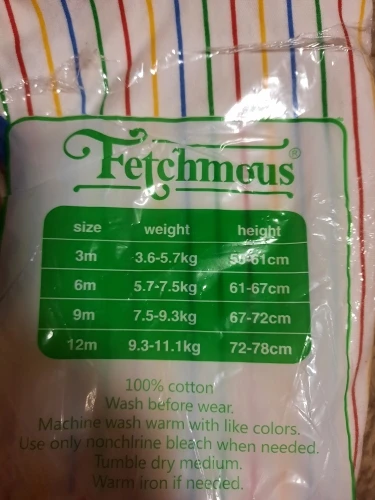 Fetchmous®
size weight height
3m 3.6-5.7kg 55-61cm
6m 5.7-7.5kg 61-67cm
9m 7.5-9.3kg 67-72cm
12m 9.3-11.1kg 72-78cm
100% cotton
Wash before wear.
Machine wash warm with like colors.
Use only nonchlrine bleach when needed.
Tumble dry medium.
Warm iron if needed.